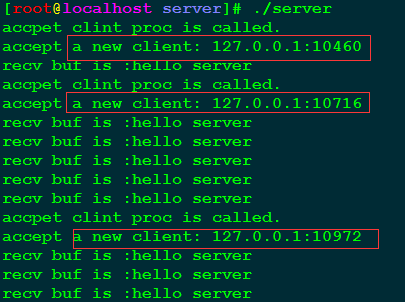 [root@localhost server]# ./server
accpet clint proc is called.
accept a new client: 127.0.0.1:10460
recv buf is :hello server
accpet clint proc is called.
accept a new client: 127.0.0.1:10716
recv buf is :hello server
recv buf is :hello server
recv buf is :hello server
recv buf is :hello server
recv buf is :hello server
accpet clint proc is called.
accept a new client: 127.0.0.1:10972
recv buf is :hello server
recv buf is :hello server
recv buf is :hello server